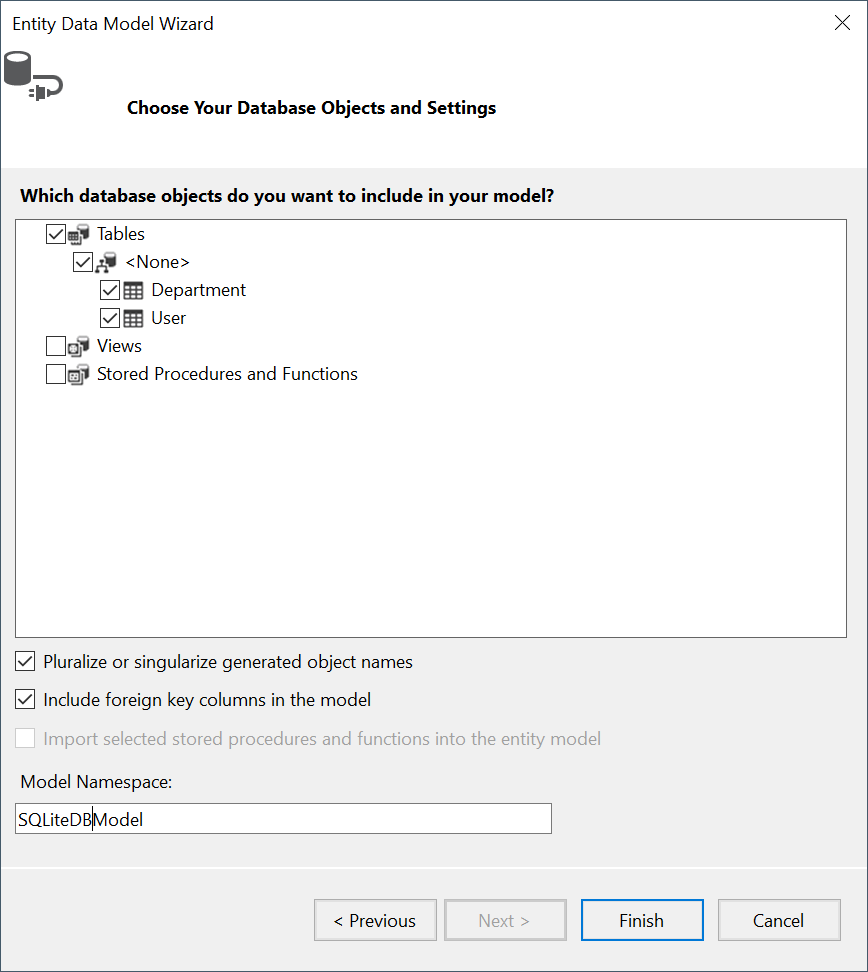 Entity Data Model Wizard
Choose Your Database Objects and Settings
Which database objects do you want to include in your model?
Tables
<None>
Department
User
Views
Stored Procedures and Functions
Pluralize or singularize generated object names
Include foreign key columns in the model
Import selected stored procedures and functions into the entity model
Model Namespace:
SQLiteDBModel
< Previous Next > Finish Cancel